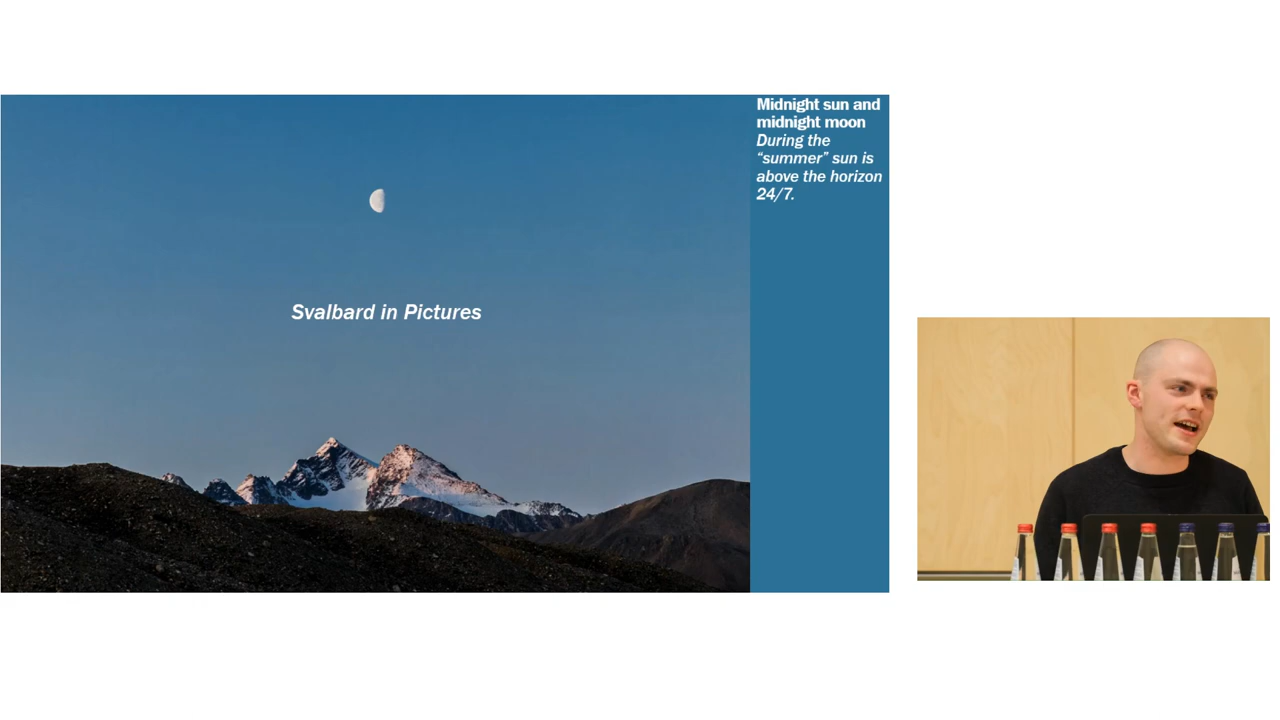 Svalbard in Pictures
Midnight sun and
midnight moon
During the
“summer” sun is
above the horizon
24/7.